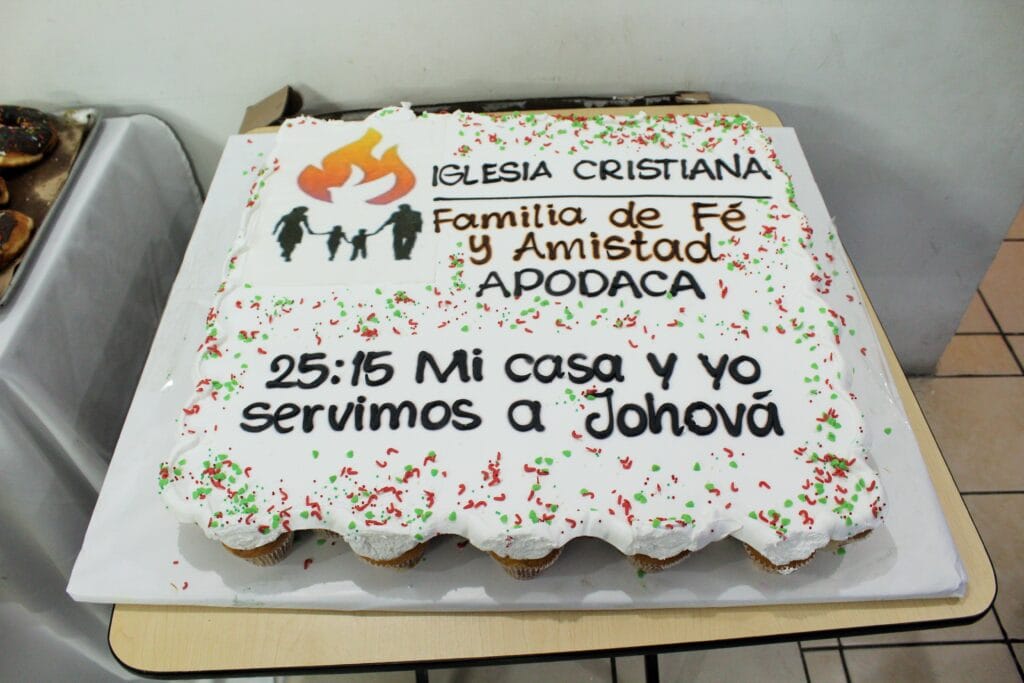 IGLESIA CRISTIANA
Familia de Fé
y Amistad
APODACA
25:15 Mi casa y yo
servimos a Johová